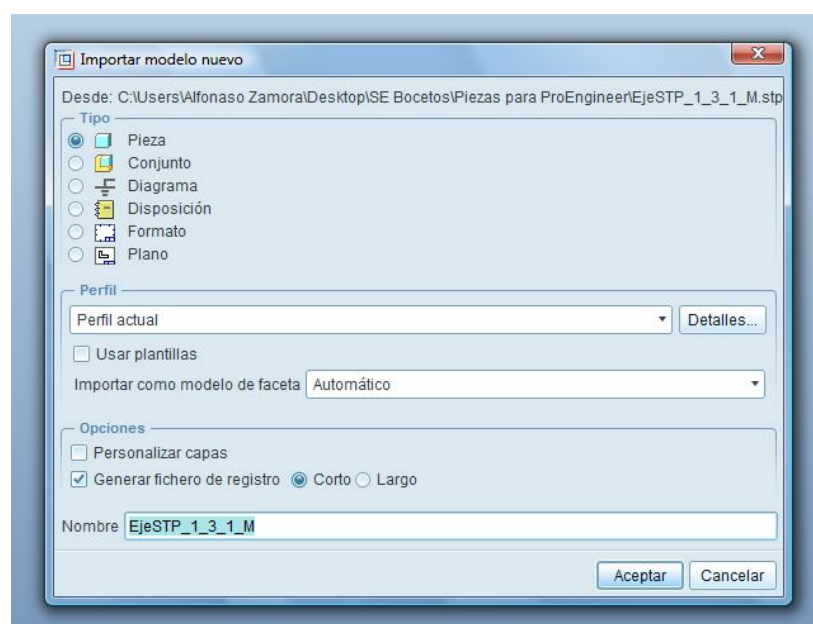 Importar modelo nuevo
Desde: C:\Users\Alfonaso Zamora\Desktop\SE Bocetos\Piezas para ProEngineer\EjeSTP_1_3_1_M.stp
Tipo
Pieza
Conjunto
Diagrama
Disposición
Formato
Plano
Perfil
Perfil actual Detalles...
Usar plantillas
Importar como modelo de faceta Automático
Opciones
Personalizar capas
Generar fichero de registro Corto Largo
Nombre EjeSTP_1_3_1_M
Aceptar Cancelar